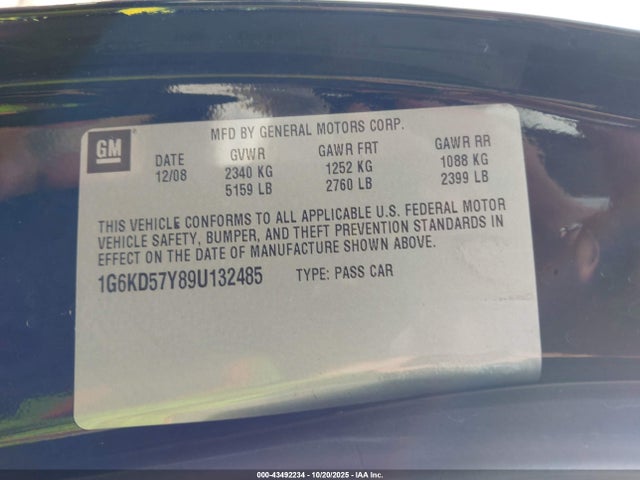 MFD BY GENERAL MOTORS CORP.
GM
DATE GVWR GAWR FRT GAWR RR
12/08 2340 KG 1252 KG 1088 KG
5159 LB 2760 LB 2399 LB
THIS VEHICLE CONFORMS TO ALL APPLICABLE U.S. FEDERAL MOTOR
VEHICLE SAFETY, BUMPER, AND THEFT PREVENTION STANDARDS IN
EFFECT ON THE DATE OF MANUFACTURE SHOWN ABOVE.
1G6KD57Y89U132485 TYPE: PASS CAR
000-43492234 - 10/20/2025 - IAA Inc.